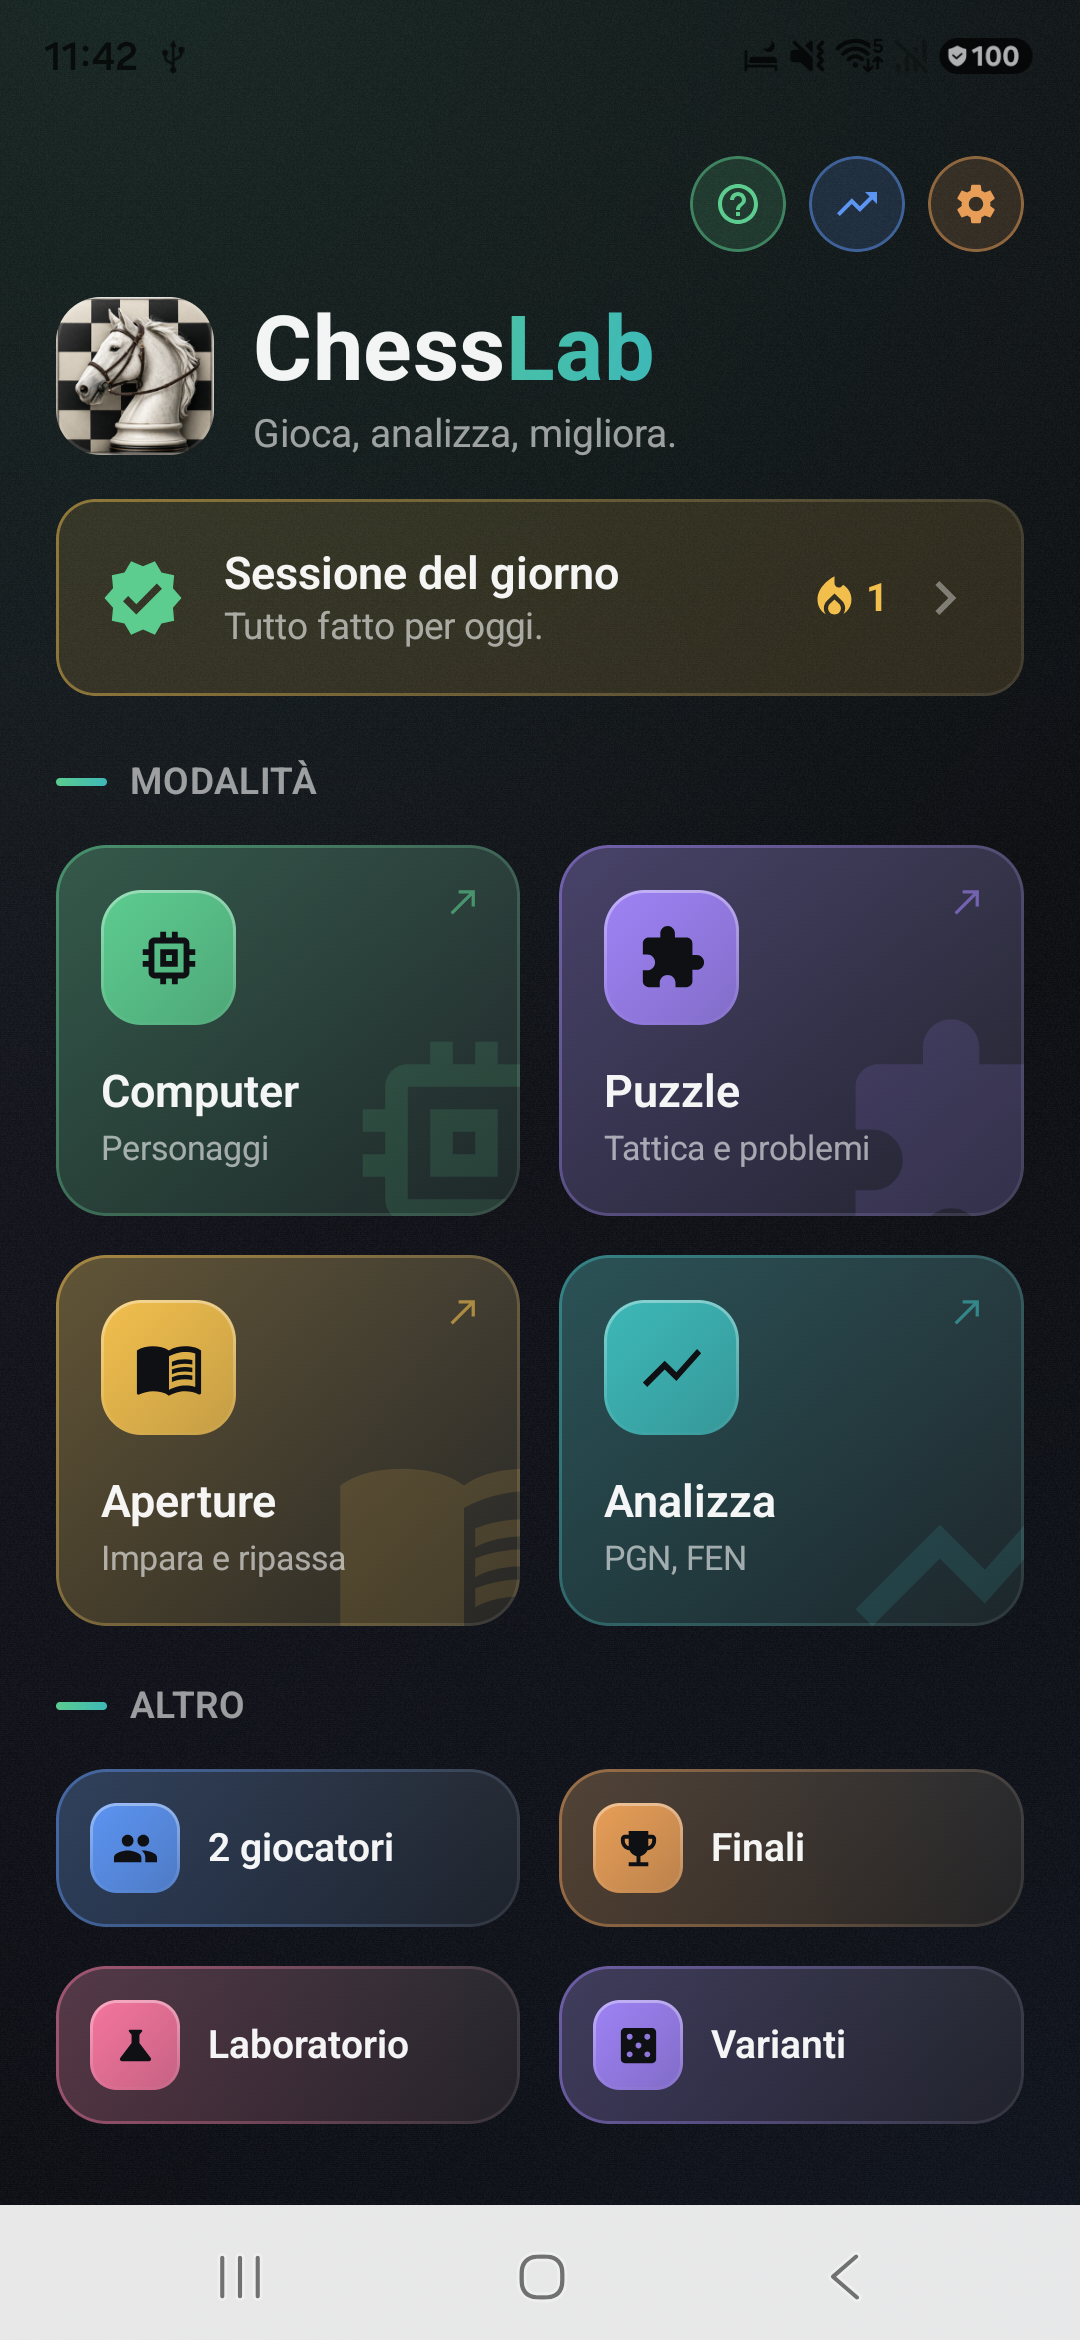 11:42
5
100
ChessLab
Gioca, analizza, migliora.
Sessione del giorno
1
Tutto fatto per oggi.
MODALITÀ
Computer
Personaggi
Puzzle
Tattica e problemi
Aperture
Impara e ripassa
Analizza
PGN, FEN
ALTRO
2 giocatori
Finali
Laboratorio
Varianti